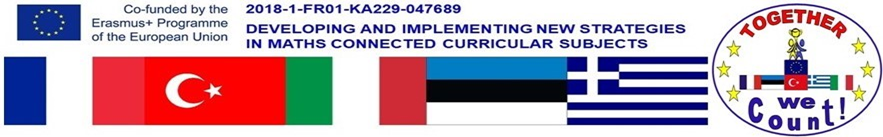 Co-funded by the
Erasmus+ Programme
of the European Union
2018-1-FR01-KA229-047689
DEVELOPING AND IMPLEMENTING NEW STRATEGIES
IN MATHS CONNECTED CURRICULAR SUBJECTS
TOGETHER
we
Count!